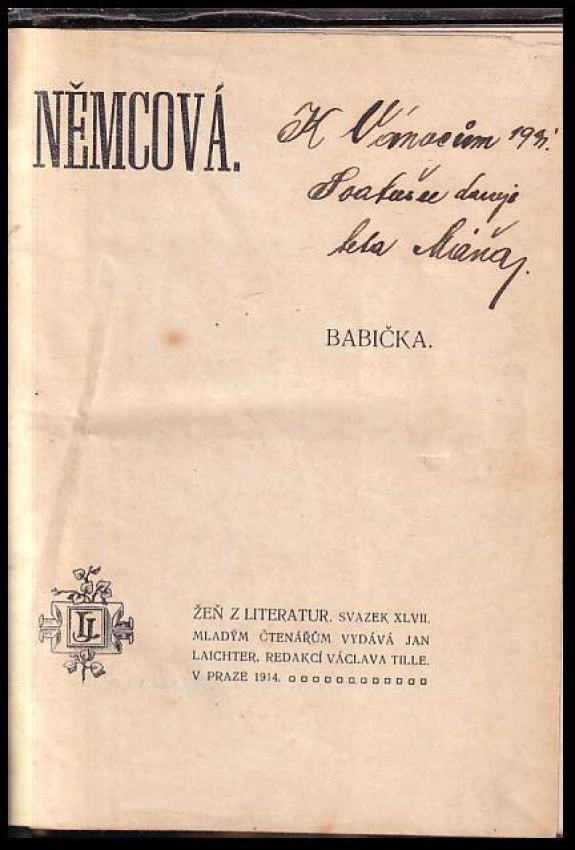 NĚMCOVÁ.
K Vánocům
daruje
teta Máňa.
BABIČKA.
LJ
ŽEŇ Z LITERATUR. SVAZEK XLVII.
MLADÝM ČTENÁŘŮM VYDÁVÁ JAN
LAICHTER. REDAKCÍ VÁCLAVA TILLE.
V PRAZE 1914.